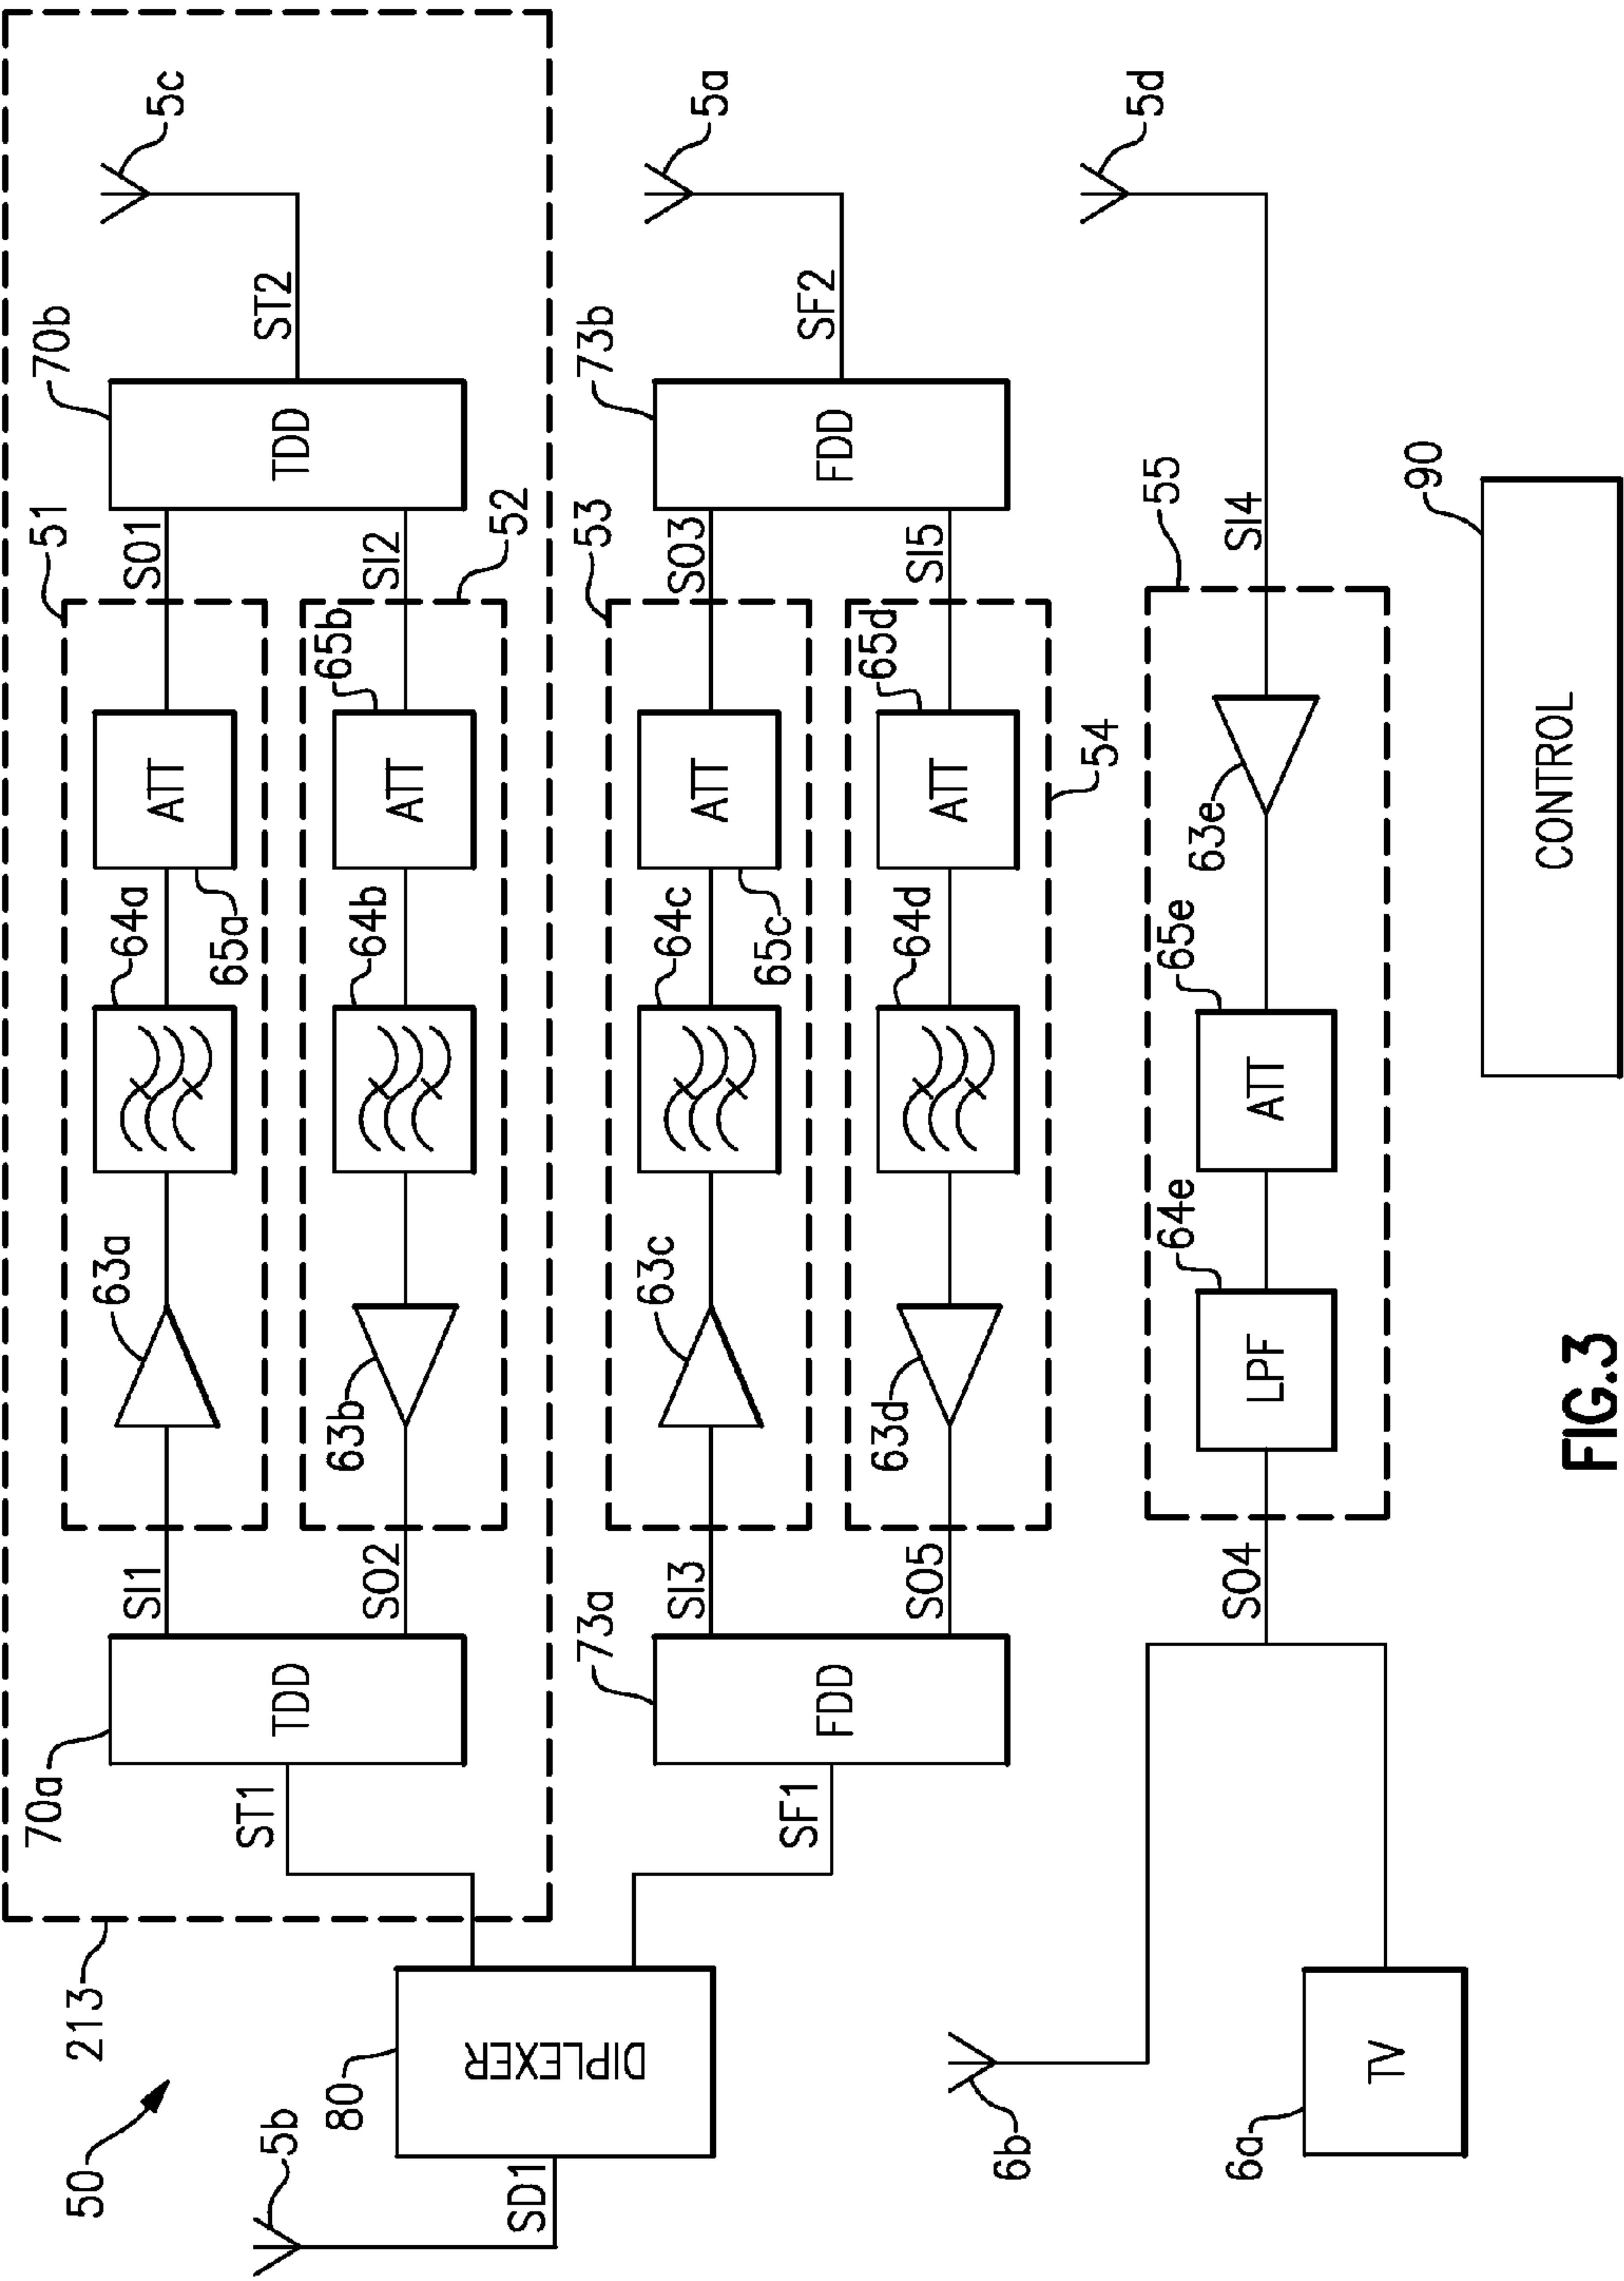 50
213
5b
70a
SI1
63a
64a
65a
51
SO1
70b
5c
ST1
TDD
ATT
TDD
ST2
SO2
63b
64b
65b
ATT
SI2
52
80
DIPLEXER
SD1
73a
SI3
63c
64c
65c
ATT
53
SO3
73b
5a
SF1
FDD
FDD
SF2
SO5
63d
64d
65d
ATT
SI5
54
6b
SO4
64e
LPF
65e
ATT
63e
55
SI4
5d
6a
TV
CONTROL
90
FIG.3